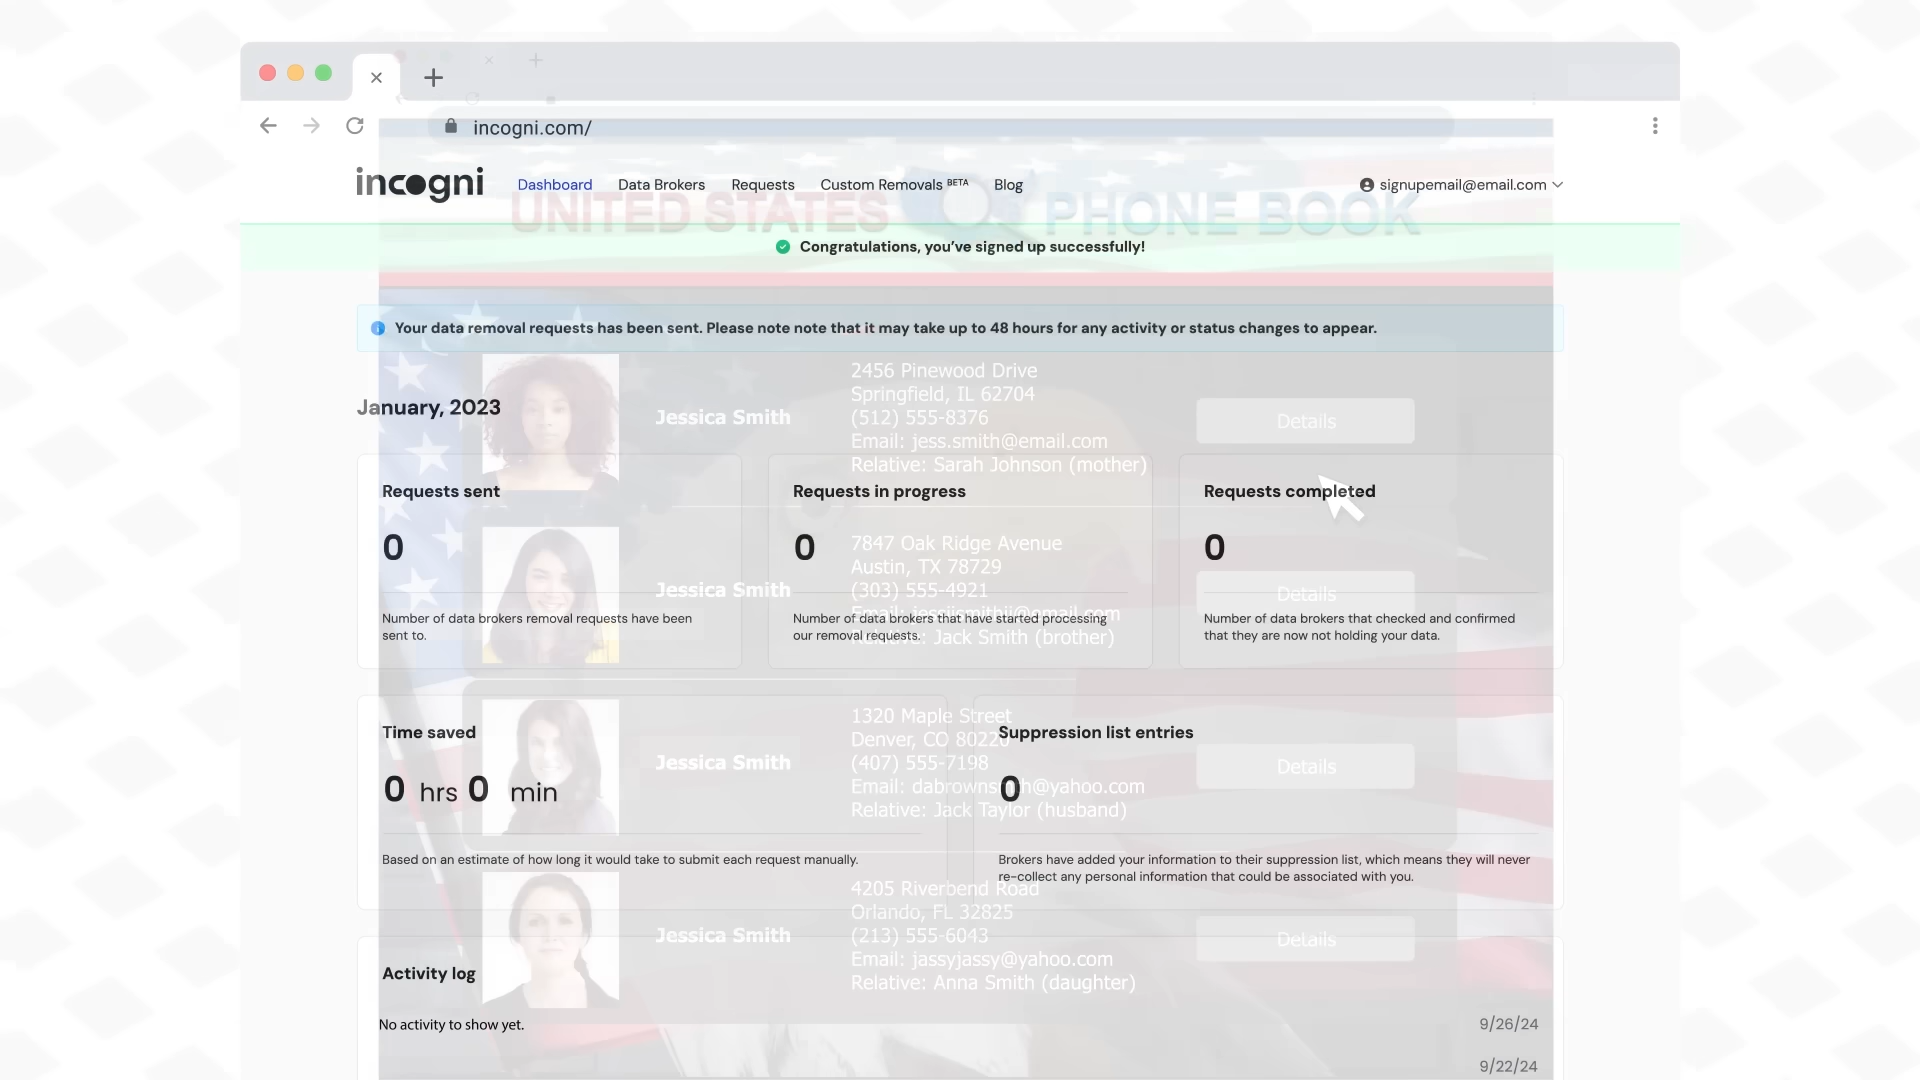 incogni.com/
incogni Dashboard Data Brokers Requests Custom Removals BETA Blog signupemail@email.com
UNITED STATES PHONE BOOK
Congratulations, you've signed up successfully!
Your data removal requests has been sent. Please note note that it may take up to 48 hours for any activity or status changes to appear.
January, 2023
Jessica Smith
2456 Pinewood Drive
Springfield, IL 62704
(512) 555-8376
Email: jess.smith@email.com
Relative: Sarah Johnson (mother)
Details
Requests sent
0
Number of data brokers removal requests have been
sent to.
Requests in progress
0
Number of data brokers that have started processing
our removal requests.
Requests completed
0
Number of data brokers that checked and confirmed
that they are now not holding your data.
Jessica Smith
7847 Oak Ridge Avenue
Austin, TX 78729
(303) 555-4921
Email: jessiismithii@gmail.com
Relative: Jack Smith (brother)
Details
Time saved
0 hrs 0 min
Based on an estimate of how long it would take to submit each request manually.
Suppression list entries
0
Brokers have added your information to their suppression list, which means they will never
re-collect any personal information that could be associated with you.
Jessica Smith
1320 Maple Street
Denver, CO 80220
(407) 555-7198
Email: dabrownsmith@yahoo.com
Relative: Jack Taylor (husband)
Details
Jessica Smith
4205 Riverbend Road
Orlando, FL 32825
(213) 555-6043
Email: jassyjassy@yahoo.com
Relative: Anna Smith (daughter)
Details
Activity log
No activity to show yet.
9/26/24
9/22/24